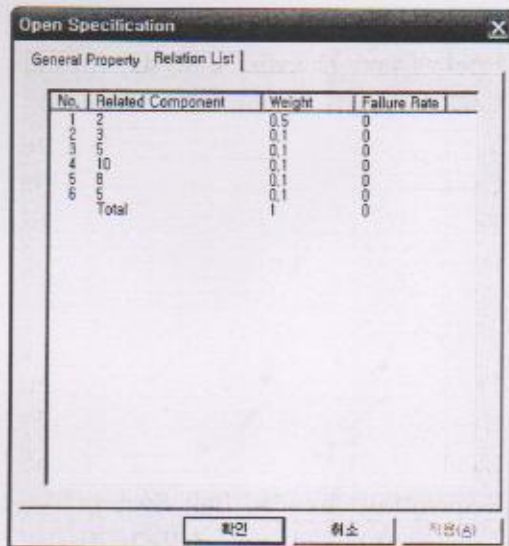 Open Specification X
General Property Relation List
No. Related Component Weight Failure Rate
1 2 0.5 0
2 3 0.1 0
3 5 0.1 0
4 10 0.1 0
5 8 0.1 0
6 5 0.1 0
Total 1 0
확인 취소 적용(A)